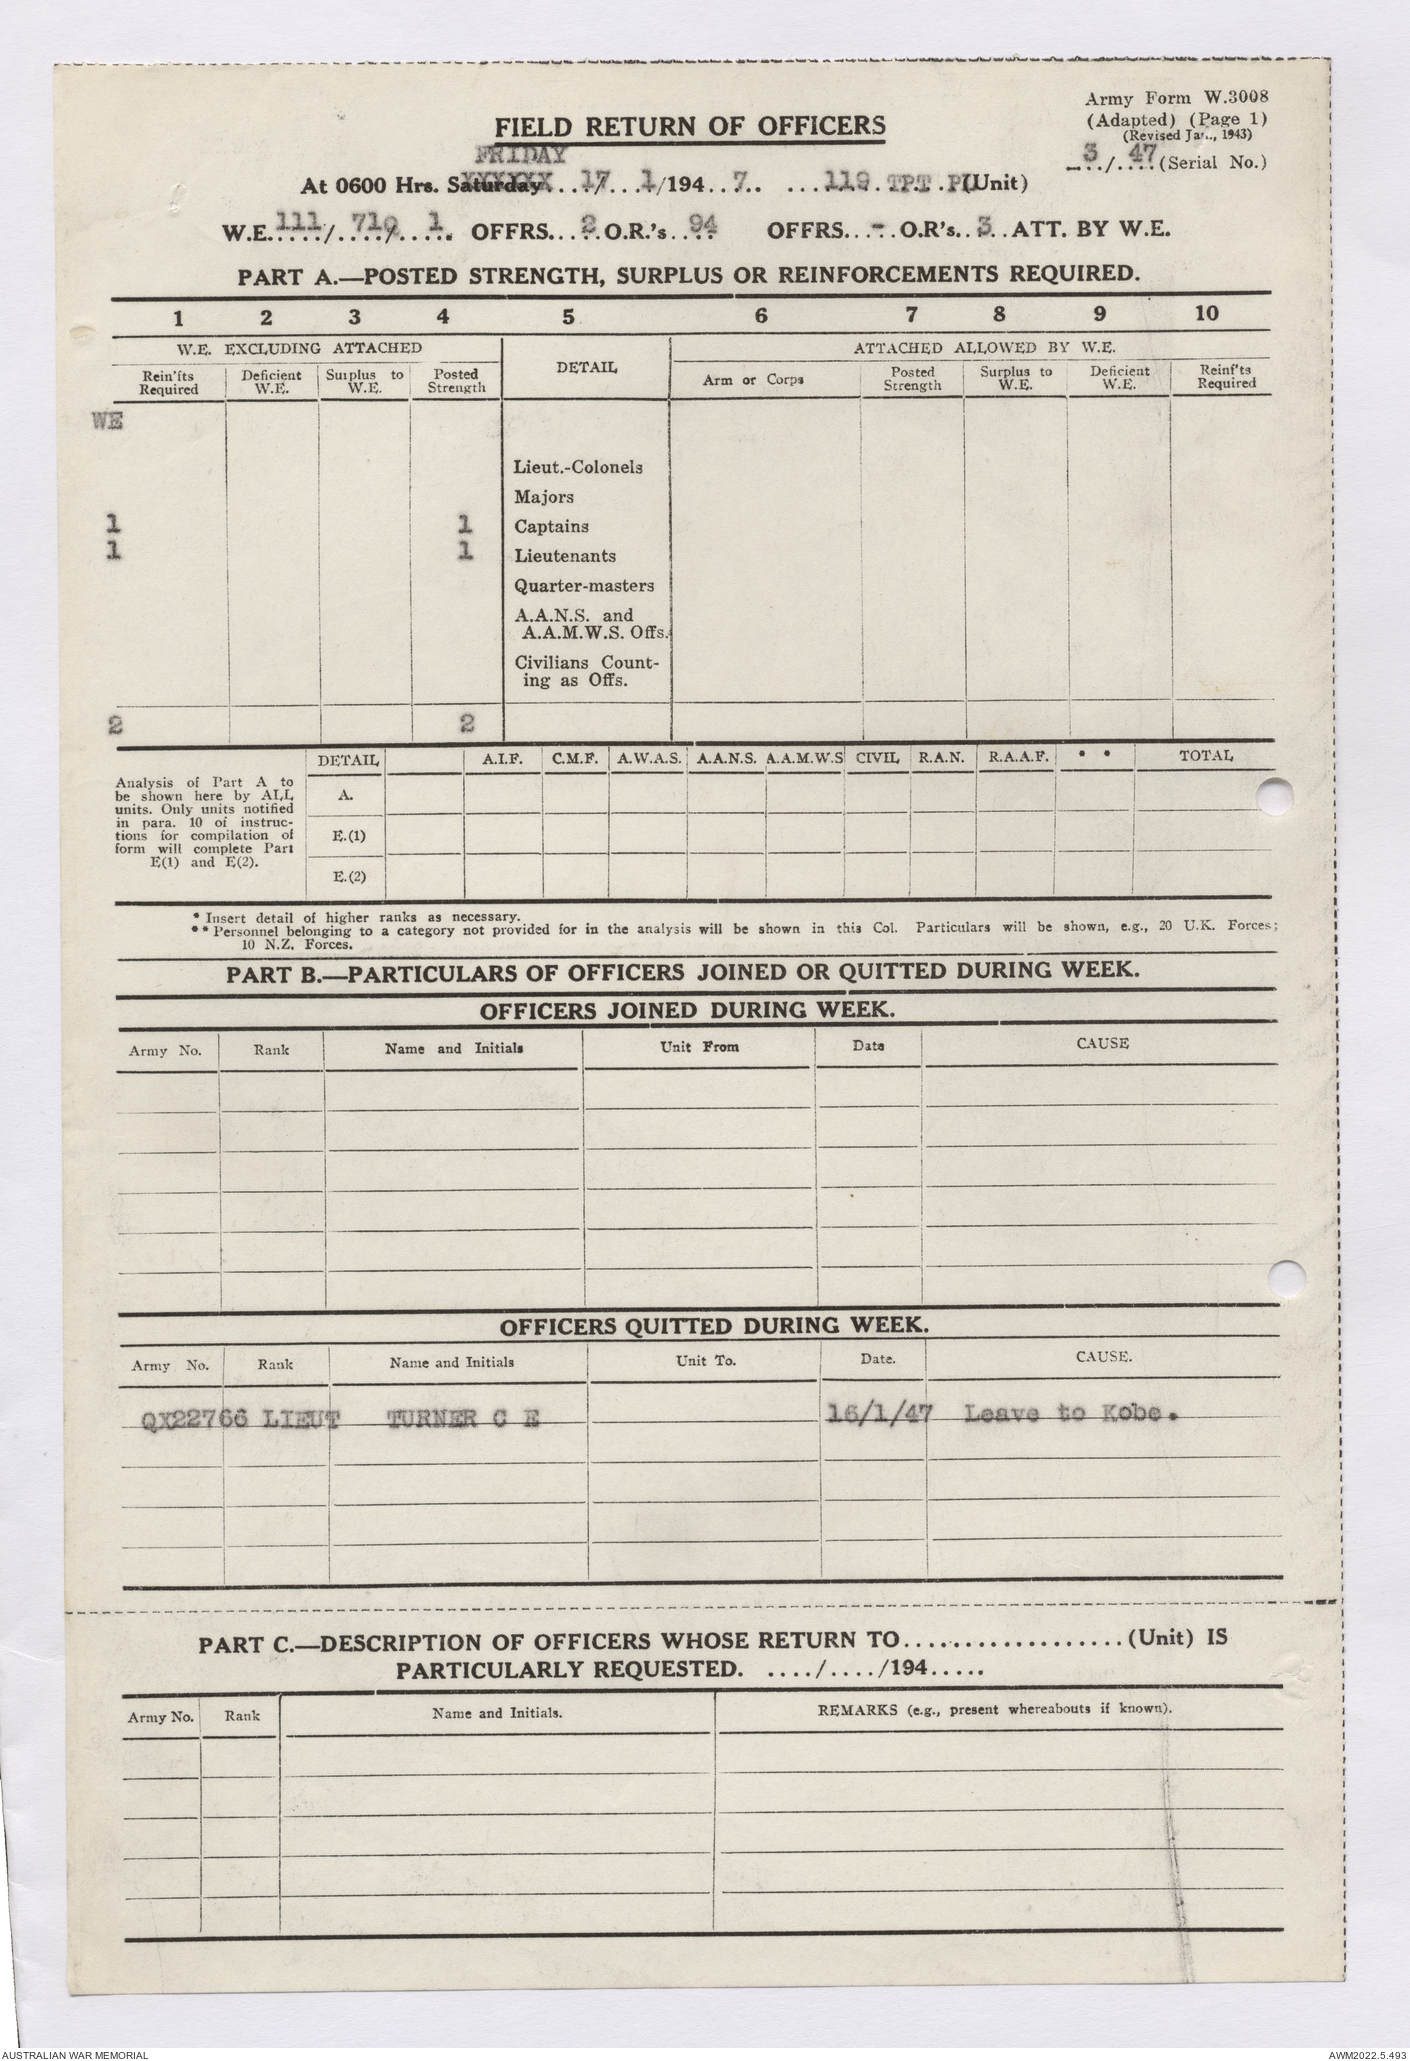 Army Form W.3008
(Adapted) (Page 1)
(Revised Jan., 1943)
3/47 (Serial No.)
FIELD RETURN OF OFFICERS
FRIDAY
At 0600 Hrs. Saturday....17/...1/194..7.. ...119. TPT.PL(Unit)
W.E.111/.710/..1. OFFRS...2.O.R.'s..94 OFFRS..-.O.R's..3..ATT. BY W.E.
PART A.—POSTED STRENGTH, SURPLUS OR REINFORCEMENTS REQUIRED.
1 2 3 4 5 6 7 8 9 10
W.E. EXCLUDING ATTACHED DETAIL ATTACHED ALLOWED BY W.E.
Rein'fts Required Deficient W.E. Surplus to W.E. Posted Strength Arm or Corps Posted Strength Surplus to W.E. Deficient W.E. Reinf'ts Required
WE
Lieut.-Colonels
Majors
1 1 Captains
1 1 Lieutenants
Quarter-masters
A.A.N.S. and
A.A.M.W.S. Offs.
Civilians Count-
ing as Offs.
2 2
DETAIL A.I.F. C.M.F. A.W.A.S. A.A.N.S. A.A.M.W.S CIVIL R.A.N. R.A.A.F. * * TOTAL
Analysis of Part A to
be shown here by ALL
units. Only units notified
in para. 10 of instruc-
tions for compilation of
form will complete Part
E(1) and E(2).
A.
E.(1)
E.(2)
* Insert detail of higher ranks as necessary.
** Personnel belonging to a category not provided for in the analysis will be shown in this Col. Particulars will be shown, e.g., 20 U.K. Forces;
10 N.Z. Forces.
PART B.—PARTICULARS OF OFFICERS JOINED OR QUITTED DURING WEEK.
OFFICERS JOINED DURING WEEK.
Army No. Rank Name and Initials Unit From Date CAUSE
OFFICERS QUITTED DURING WEEK.
Army No. Rank Name and Initials Unit To. Date. CAUSE.
QX22766 LIEUT TURNER C E 16/1/47 Leave to Kobe.
PART C.—DESCRIPTION OF OFFICERS WHOSE RETURN TO...................(Unit) IS
PARTICULARLY REQUESTED. ..../..../194.....
Army No. Rank Name and Initials. REMARKS (e.g., present whereabouts if known).
AUSTRALIAN WAR MEMORIAL
AWM2022.5.493